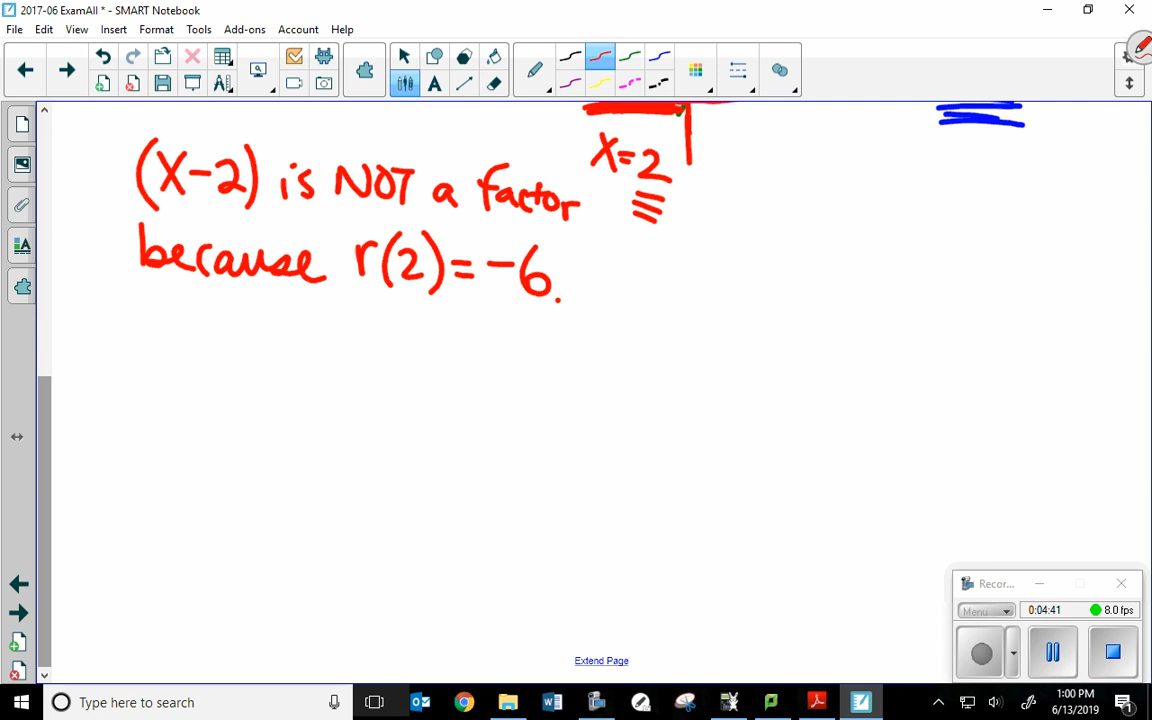 2017-06 ExamAll * - SMART Notebook
File Edit View Insert Format Tools Add-ons Account Help
x=2
(x-2) is NOT a factor
because r(2)=-6.
Extend Page
Recor...
Menu
0:04:41
8.0 fps
Type here to search
1:00 PM
6/13/2019
1